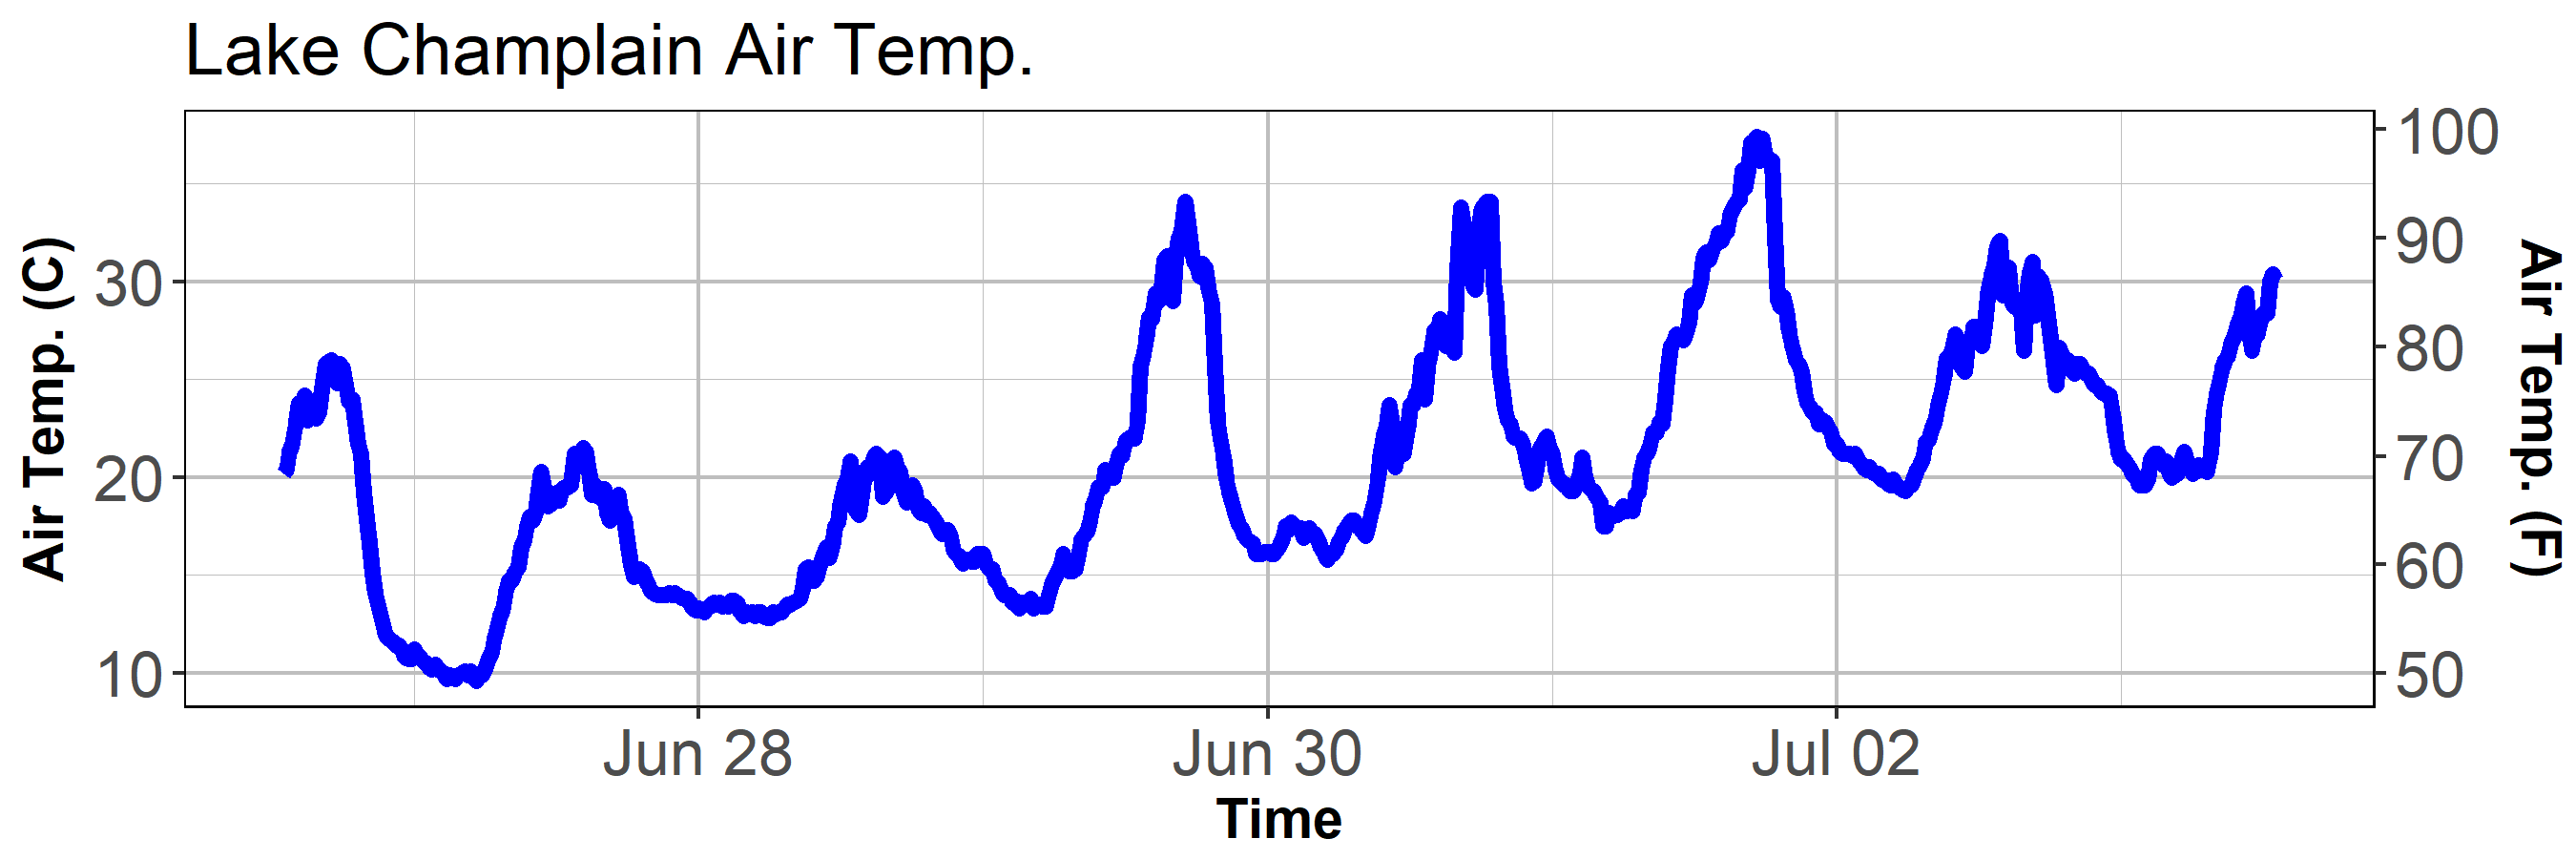 Lake Champlain Air Temp.
Air Temp. (C)
30
20
10
100
90
80
70
60
50
Air Temp. (F)
Jun 28
Jun 30
Jul 02
Time